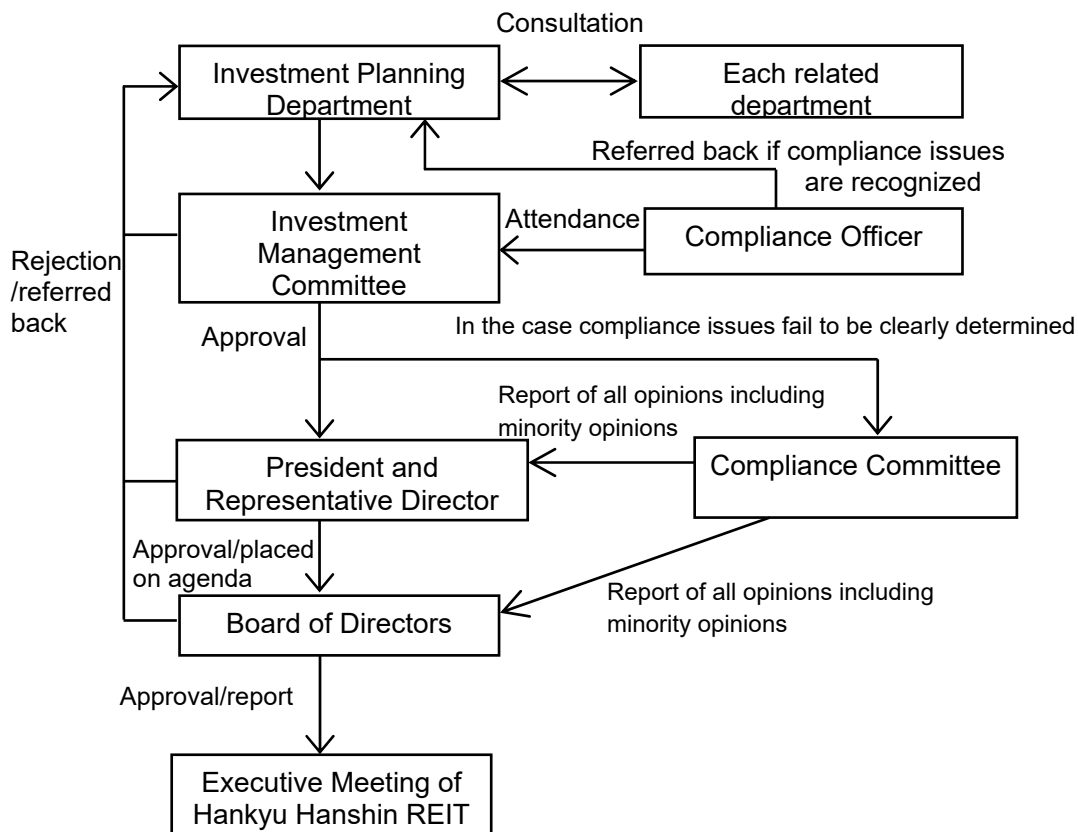 Consultation
Investment Planning
Department
Each related
department
Referred back if compliance issues
are recognized
Investment
Management
Committee
Attendance
Compliance Officer
Rejection
/referred
back
Approval
In the case compliance issues fail to be clearly determined
Report of all opinions including
minority opinions
President and
Representative Director
Compliance Committee
Approval/placed
on agenda
Report of all opinions including
minority opinions
Board of Directors
Approval/report
Executive Meeting of
Hankyu Hanshin REIT